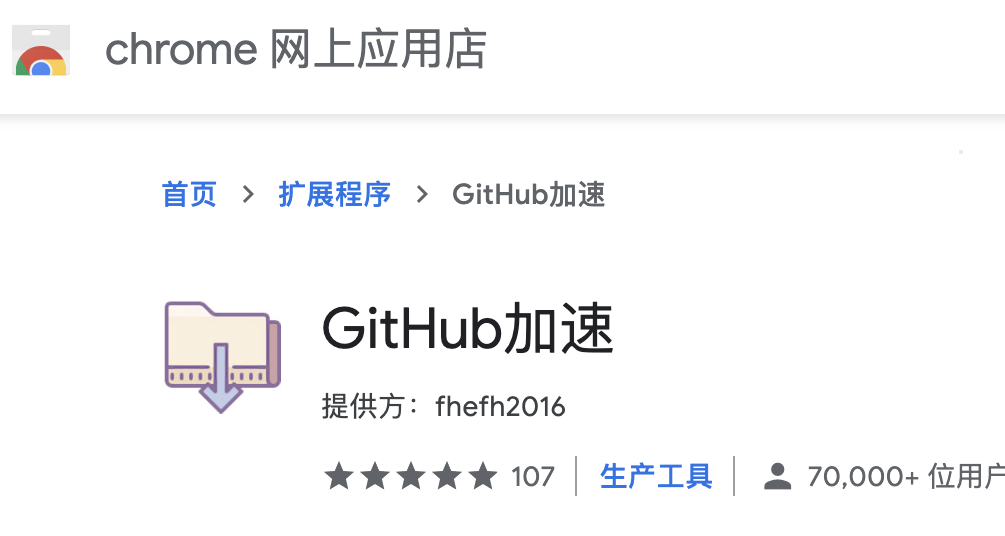 chrome 网上应用店
首页 > 扩展程序 > GitHub加速
GitHub加速
提供方：fhefh2016
★★★★★ 107 | 生产工具 | 70,000+ 位用户